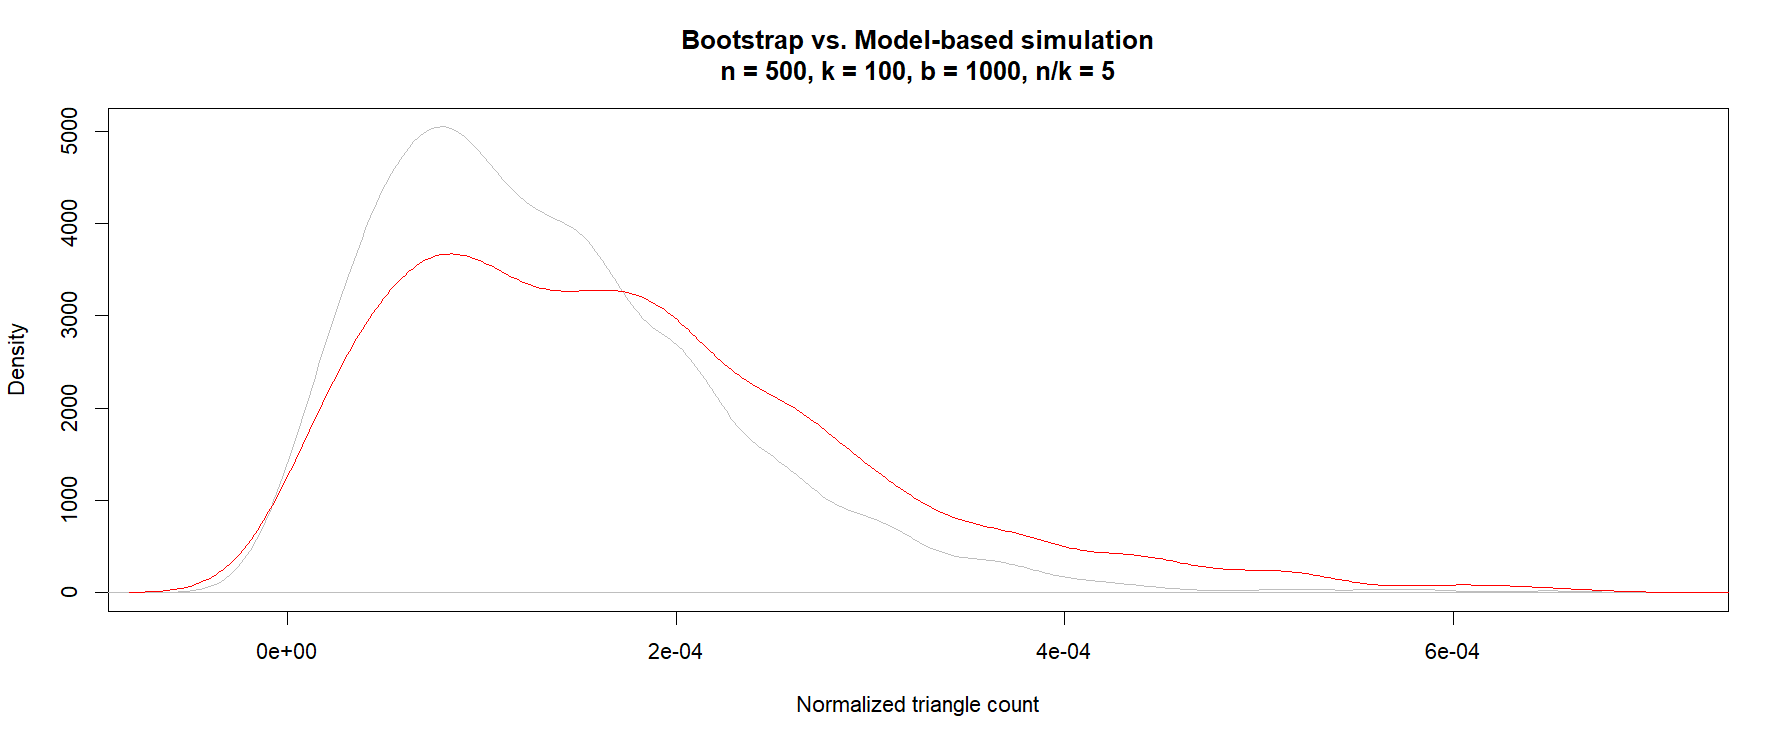 Bootstrap vs. Model-based simulation
n = 500, k = 100, b = 1000, n/k = 5
Density
5000
4000
3000
2000
1000
0
0e+00
2e-04
4e-04
6e-04
Normalized triangle count